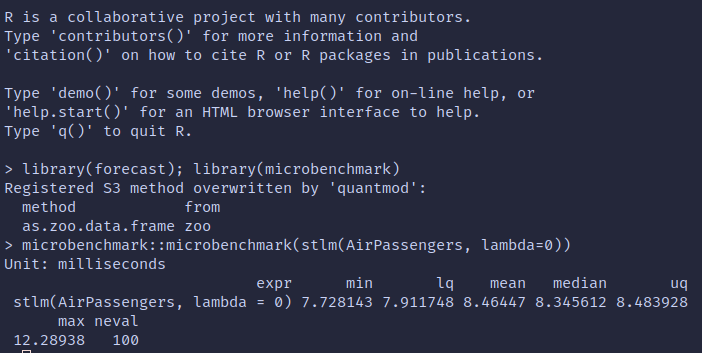 R is a collaborative project with many contributors.
Type 'contributors()' for more information and
'citation()' on how to cite R or R packages in publications.

Type 'demo()' for some demos, 'help()' for on-line help, or
'help.start()' for an HTML browser interface to help.
Type 'q()' to quit R.

> library(forecast); library(microbenchmark)
Registered S3 method overwritten by 'quantmod':
  method            from
  as.zoo.data.frame zoo
> microbenchmark::microbenchmark(stlm(AirPassengers, lambda=0))
Unit: milliseconds
                              expr      min       lq    mean   median       uq
 stlm(AirPassengers, lambda = 0) 7.728143 7.911748 8.46447 8.345612 8.483928
      max neval
 12.28938   100